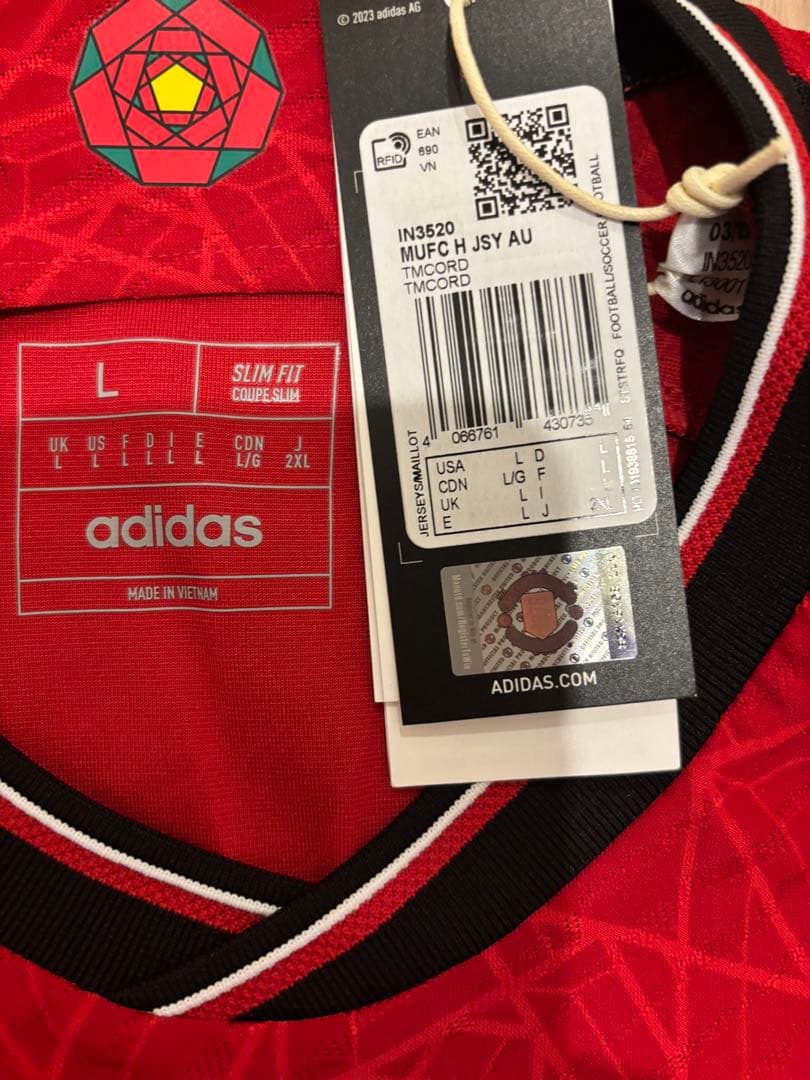 © 2023 adidas AG
RFID
EAN
690
VN
IN3520
MUFC H JSY AU
TMCORD
TMCORD
FOOTBALL/SOCCER
JERSEYS/MAILLOT
4 066761 430735
USA L D L
CDN L/G F L
UK L I L
E L J 2XL
ADIDAS.COM
IN3520
adidas
L
SLIM FIT
COUPE SLIM
UK US F D I E CDN J
L L L L L L L/G 2XL
adidas
MADE IN VIETNAM